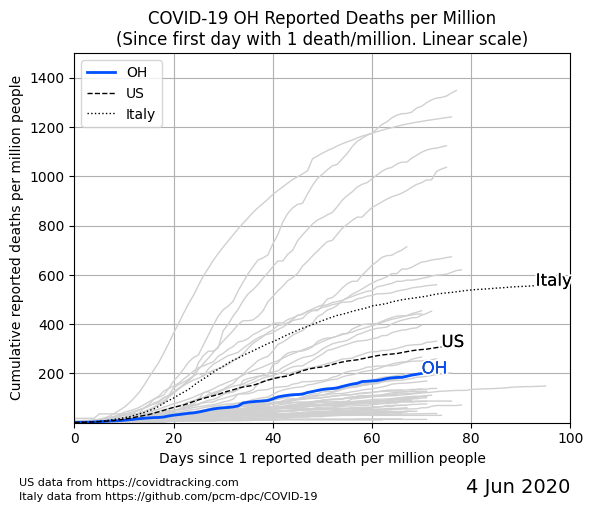 COVID-19 OH Reported Deaths per Million
(Since first day with 1 death/million. Linear scale)
Cumulative reported deaths per million people
1400
1200
1000
800
600
400
200
OH
US
Italy
Italy
US
OH
0 20 40 60 80 100
Days since 1 reported death per million people
US data from https://covidtracking.com
Italy data from https://github.com/pcm-dpc/COVID-19
4 Jun 2020